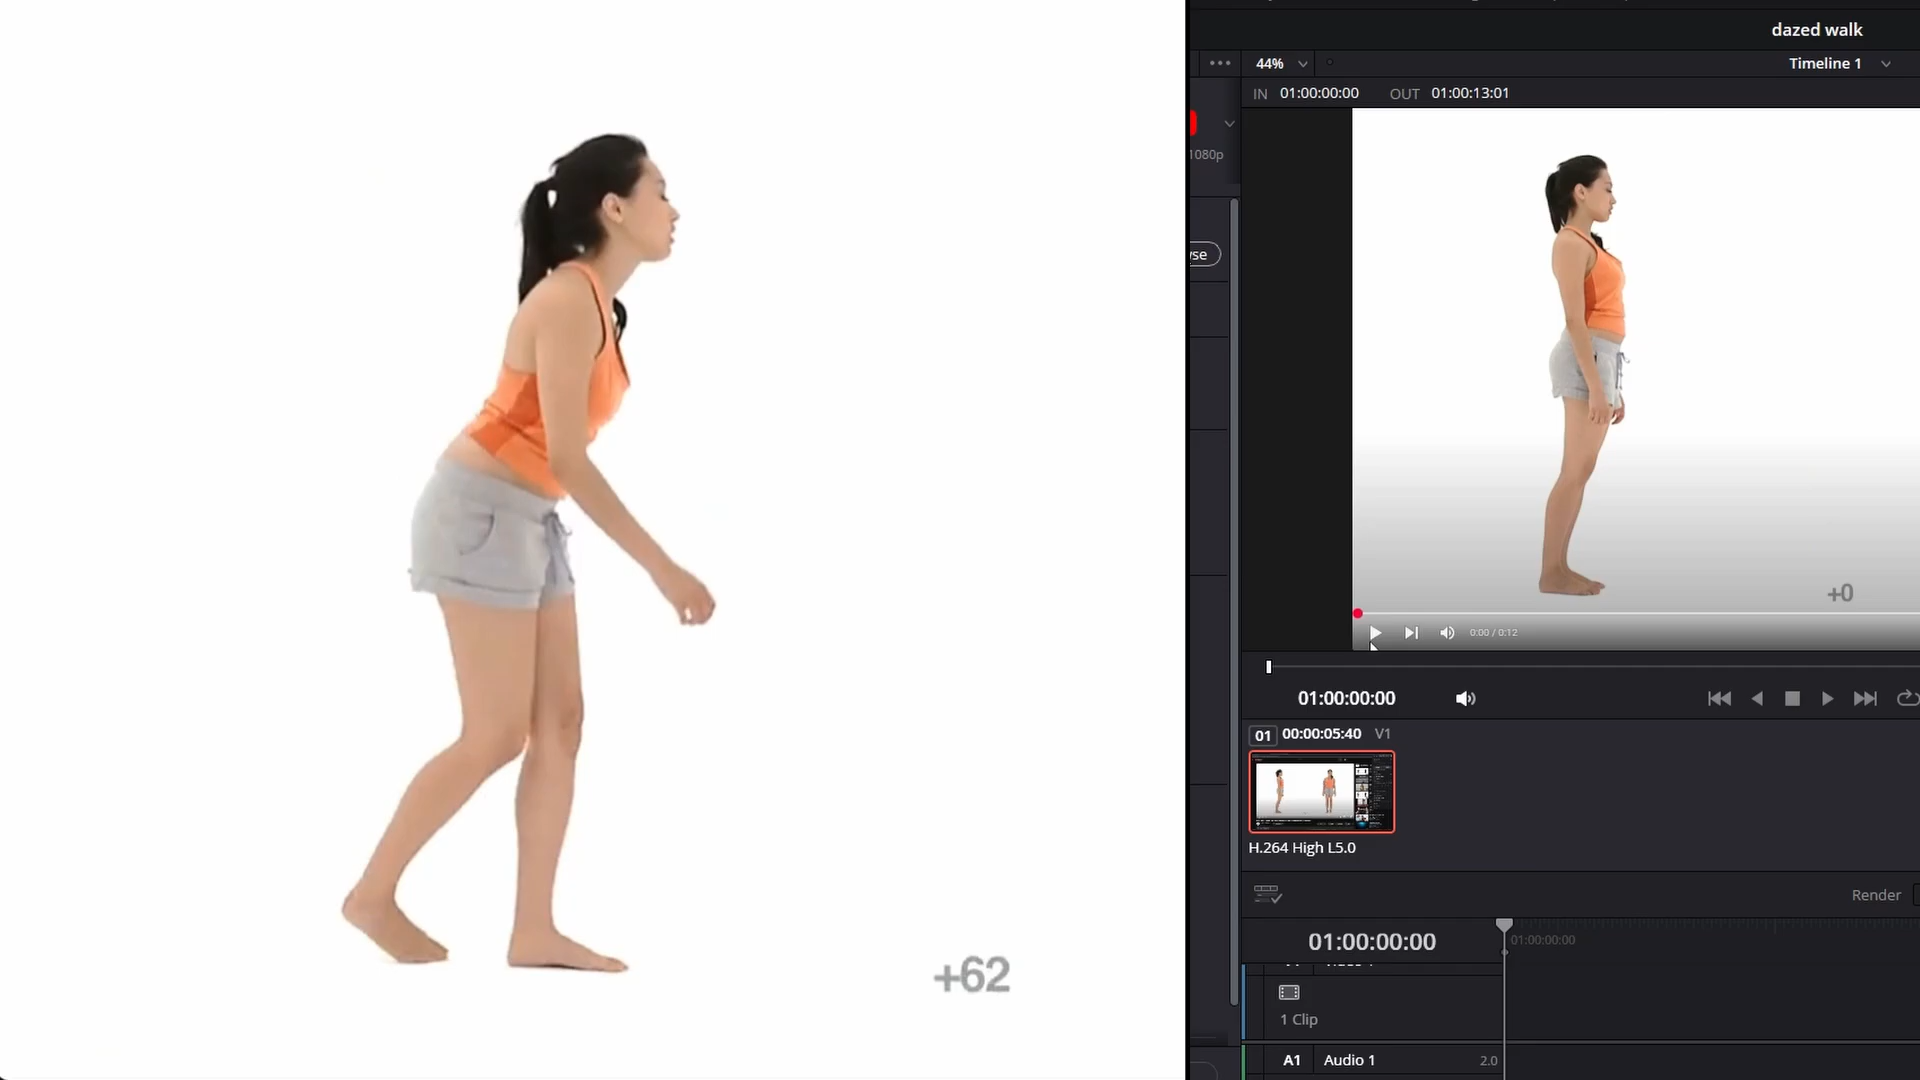 dazed walk
44%
Timeline 1
IN 01:00:00:00 OUT 01:00:13:01
1080p
+0
0:00 / 0:12
01:00:00:00
01 00:00:05:40 V1
H.264 High L5.0
Render
01:00:00:00
01:00:00:00
1 Clip
A1 Audio 1 2.0
+62